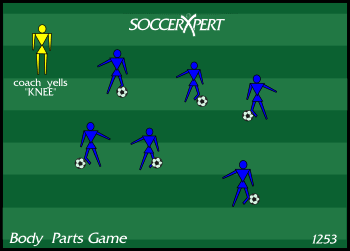 SOCCERXPERT
coach yells
"KNEE"
Body Parts Game
1253